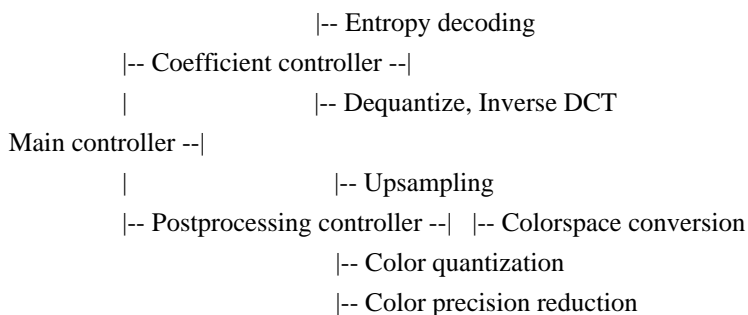 |-- Entropy decoding
|-- Coefficient controller --|
| |-- Dequantize, Inverse DCT
Main controller --|
| |-- Upsampling
|-- Postprocessing controller --| |-- Colorspace conversion
|-- Color quantization
|-- Color precision reduction